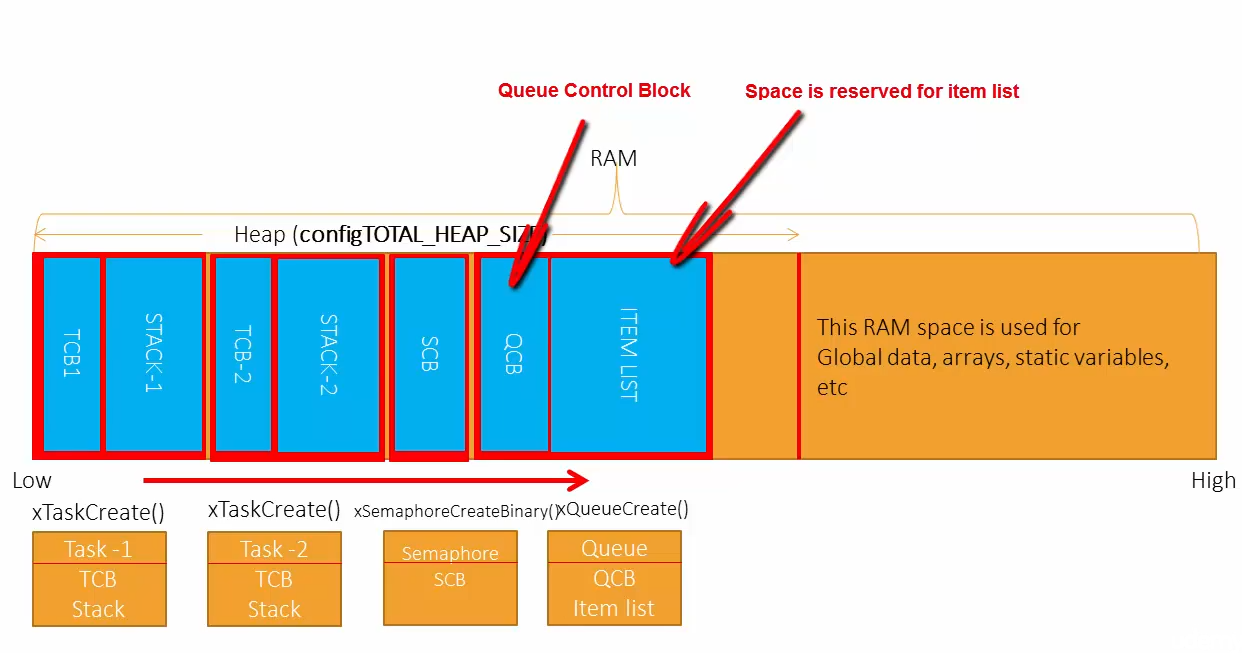 Queue Control Block
Space is reserved for item list
RAM
Heap (configTOTAL_HEAP_SIZE)
TCB1
STACK-1
TCB-2
STACK-2
SCB
QCB
ITEM LIST
This RAM space is used for
Global data, arrays, static variables,
etc
Low
High
xTaskCreate()
xTaskCreate()
xSemaphoreCreateBinary()
xQueueCreate()
Task -1
TCB
Stack
Task -2
TCB
Stack
Semaphore
SCB
Queue
QCB
Item list